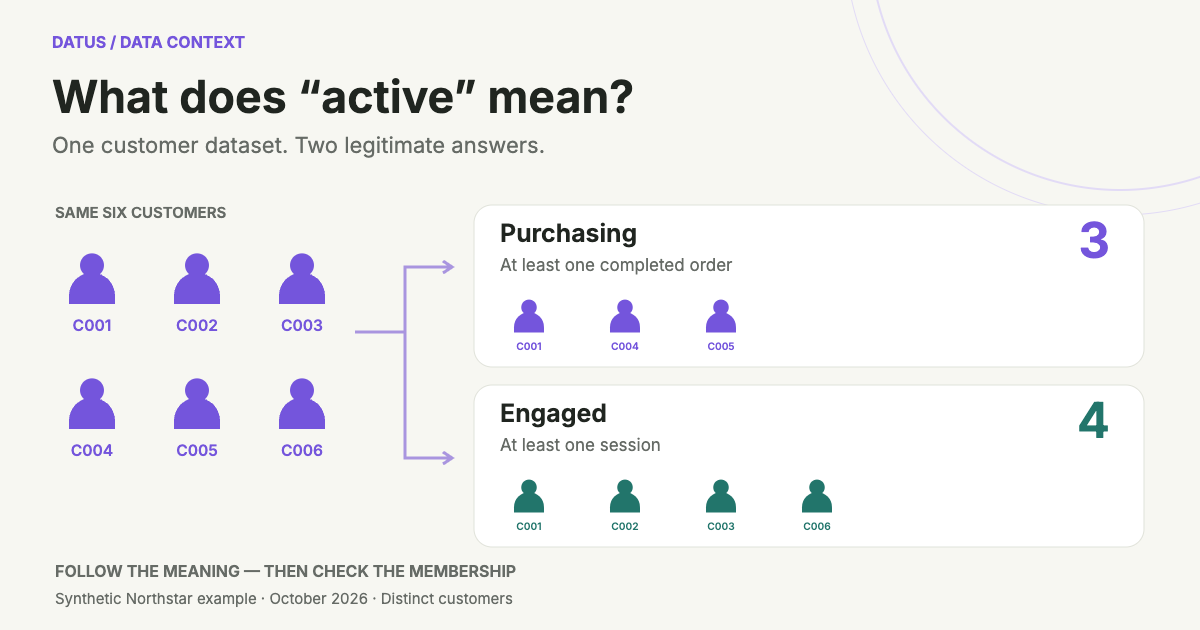 DATUS / DATA CONTEXT
What does “active” mean?
One customer dataset. Two legitimate answers.
SAME SIX CUSTOMERS
C001 C002 C003
C004 C005 C006
Purchasing
3
At least one completed order
C001 C004 C005
Engaged
4
At least one session
C001 C002 C003 C006
FOLLOW THE MEANING — THEN CHECK THE MEMBERSHIP
Synthetic Northstar example · October 2026 · Distinct customers